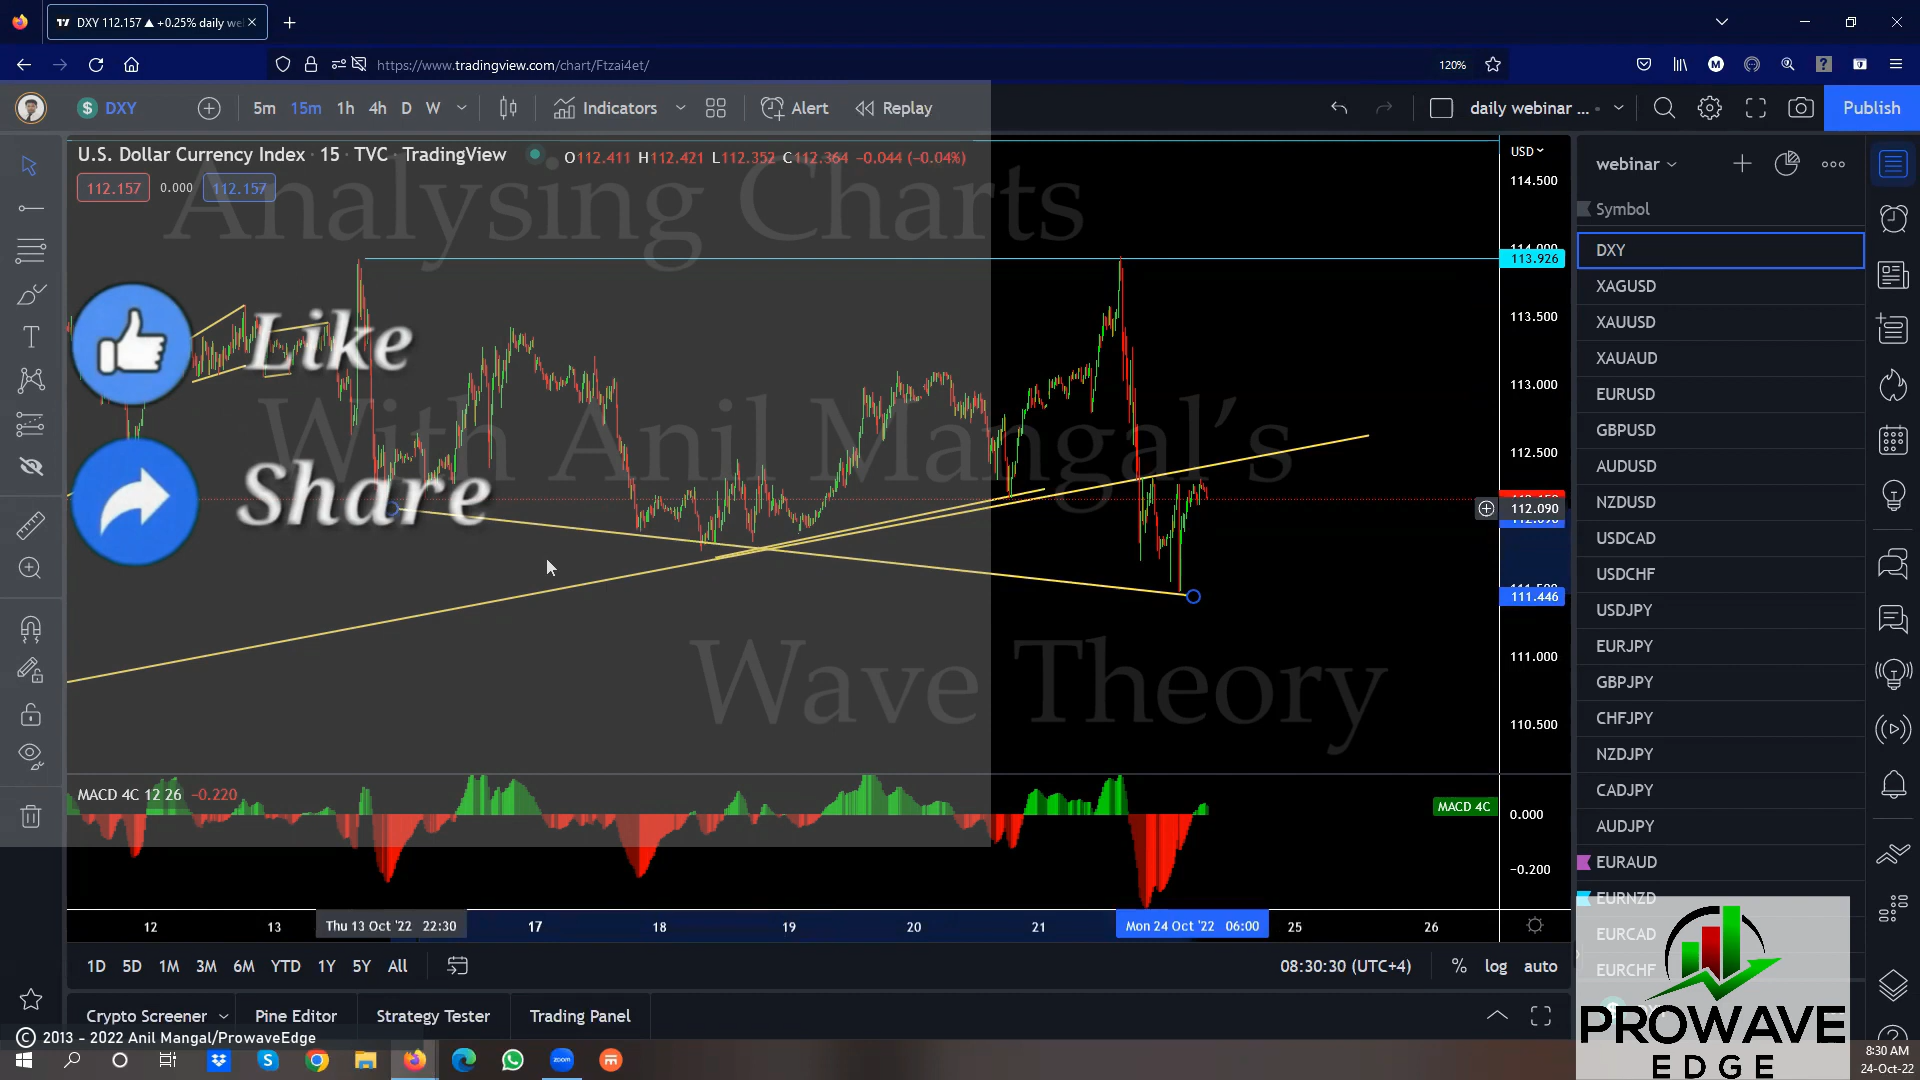 DXY 112.157 ▲ +0.25% daily we
https://www.tradingview.com/chart/Ftzai4et/
120%
DXY
5m 15m 1h 4h D W
Indicators
Alert
Replay
daily webinar ...
Publish
U.S. Dollar Currency Index · 15 · TVC · TradingView
O112.411 H112.421 L112.352 C112.364 −0.044 (−0.04%)
112.157 0.000 112.157
Analysing Charts
With Anil Mangal's
Wave Theory
Like
Share
USD
114.500
114.000
113.926
113.500
113.000
112.500
112.090
111.446
111.000
110.500
MACD 4C 12 26 −0.220
MACD 4C
0.000
−0.200
12 13 Thu 13 Oct '22 22:30 17 18 19 20 21 Mon 24 Oct '22 06:00 25 26
1D 5D 1M 3M 6M YTD 1Y 5Y All
08:30:30 (UTC+4) % log auto
Crypto Screener Pine Editor Strategy Tester Trading Panel
© 2013 - 2022 Anil Mangal/ProwaveEdge
webinar
Symbol
DXY
XAGUSD
XAUUSD
XAUAUD
EURUSD
GBPUSD
AUDUSD
NZDUSD
USDCAD
USDCHF
USDJPY
EURJPY
GBPJPY
CHFJPY
NZDJPY
CADJPY
AUDJPY
EURAUD
EURNZD
EURCAD
EURCHF
PROWAVE
EDGE
zoom
8:30 AM
24-Oct-22